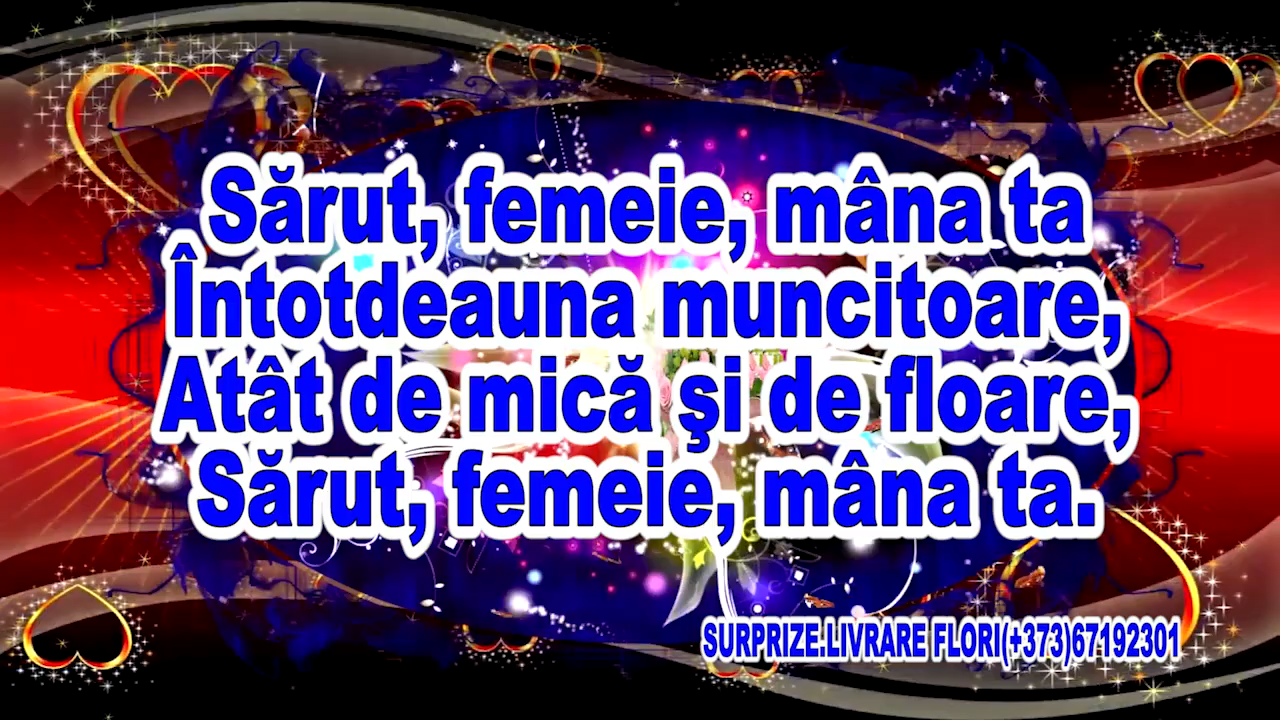 Sărut, femeie, mâna ta
Întotdeauna muncitoare,
Atât de mică şi de floare,
Sărut, femeie, mâna ta.
SURPRIZE.LIVRARE FLORI(+373)67192301